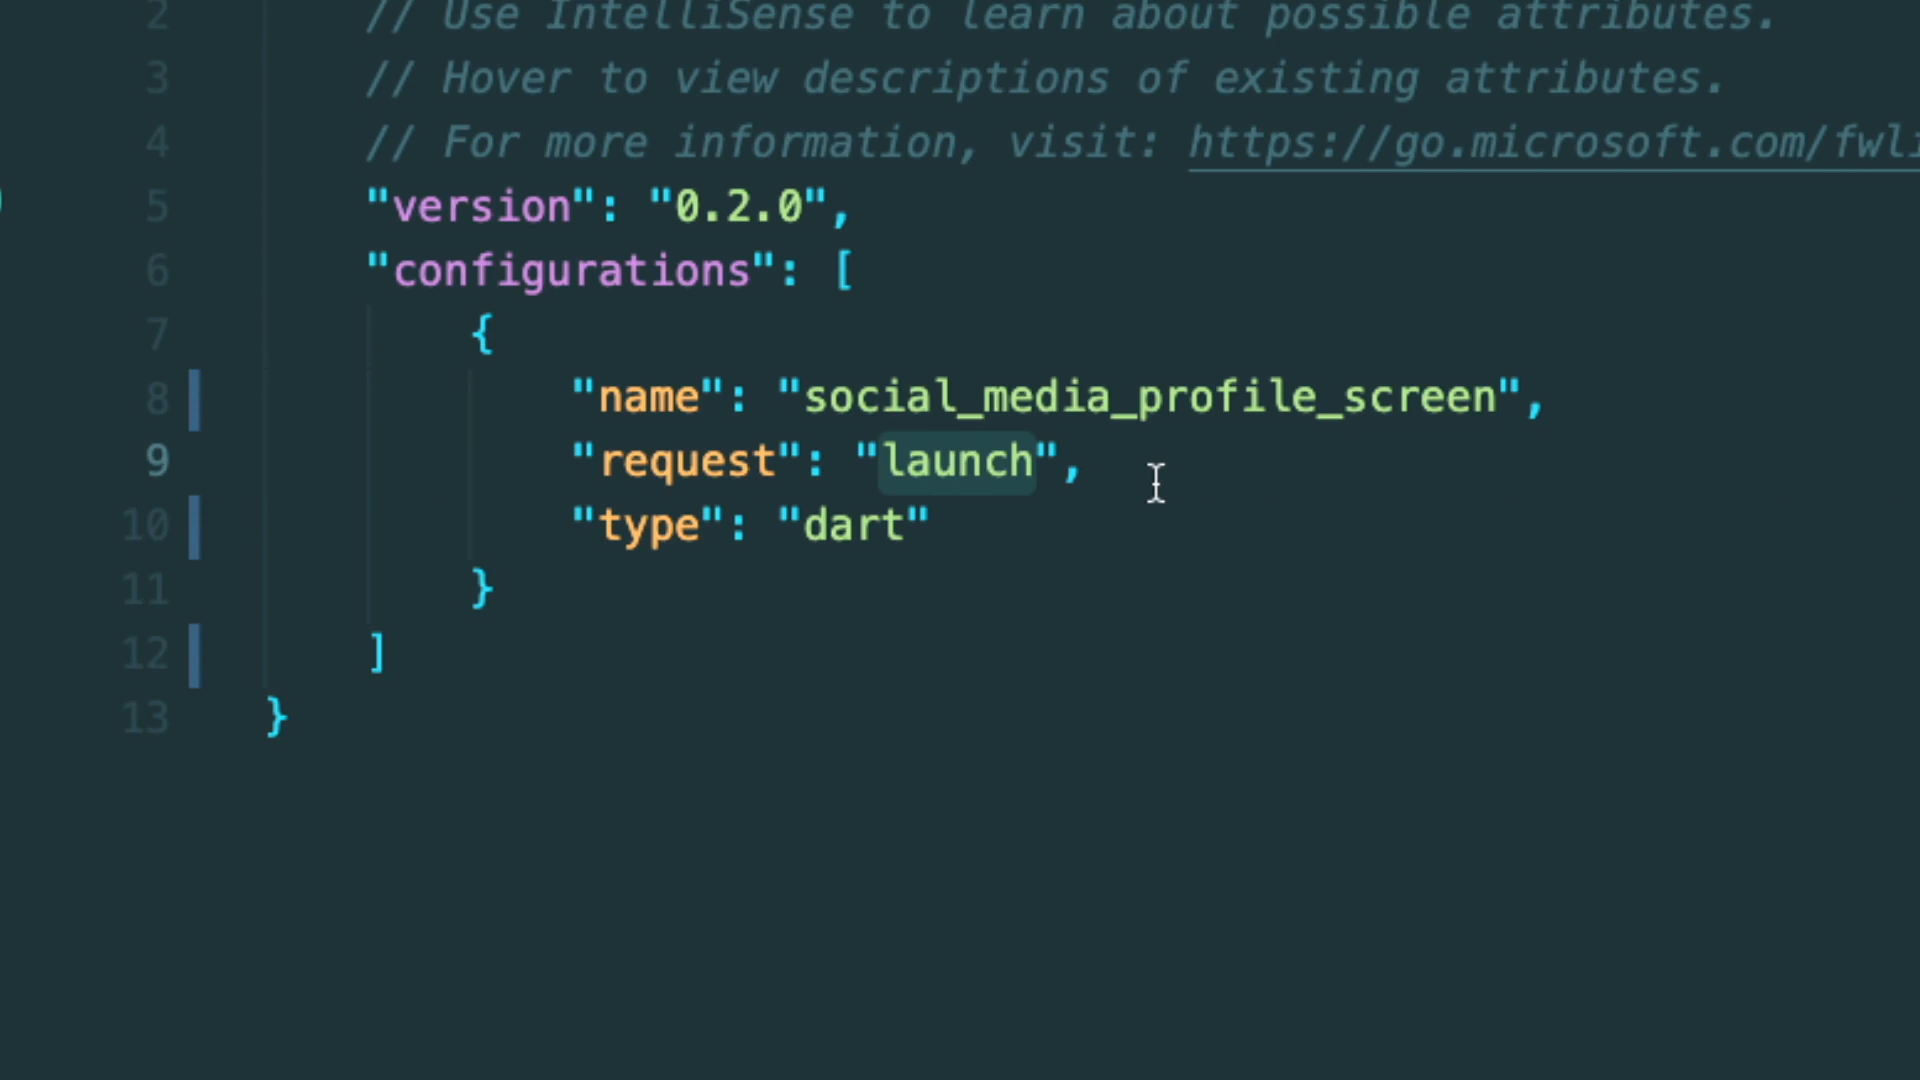 2 // Use IntelliSense to learn about possible attributes.
3 // Hover to view descriptions of existing attributes.
4 // For more information, visit: https://go.microsoft.com/fwli
5 "version": "0.2.0",
6 "configurations": [
7 {
8 "name": "social_media_profile_screen",
9 "request": "launch",
10 "type": "dart"
11 }
12 ]
13 }